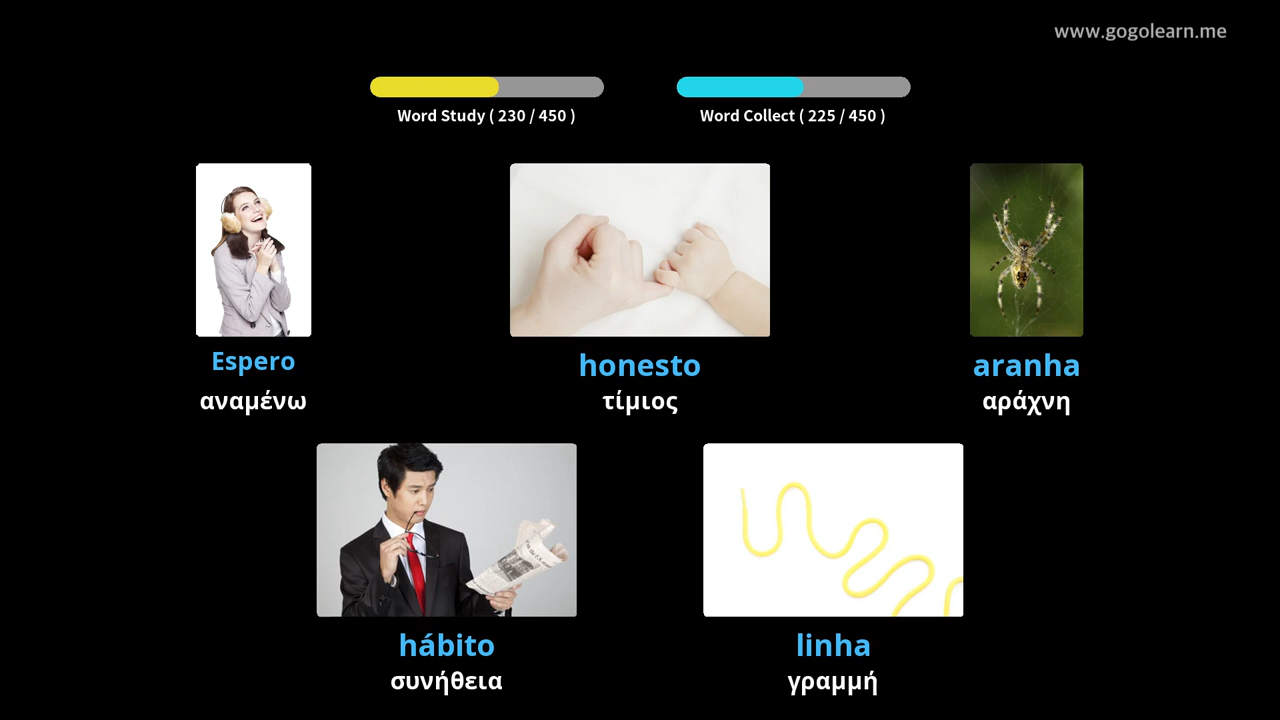 www.gogolearn.me
Word Study ( 230 / 450 )
Word Collect ( 225 / 450 )
Espero
αναμένω
honesto
τίμιος
aranha
αράχνη
hábito
συνήθεια
linha
γραμμή